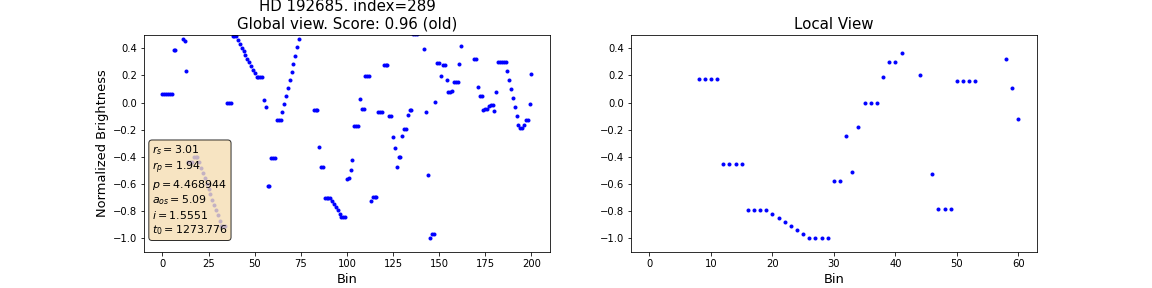 HD 192685. index=289
Global view. Score: 0.96 (old)
Local View
Normalized Brightness
0.4
0.2
0.0
−0.2
−0.4
−0.6
−0.8
−1.0
r_s = 3.01
r_p = 1.94
p = 4.468944
a_os = 5.09
i = 1.5551
t_0 = 1273.776
0 25 50 75 100 125 150 175 200
Bin
0.4
0.2
0.0
−0.2
−0.4
−0.6
−0.8
−1.0
0 10 20 30 40 50 60
Bin